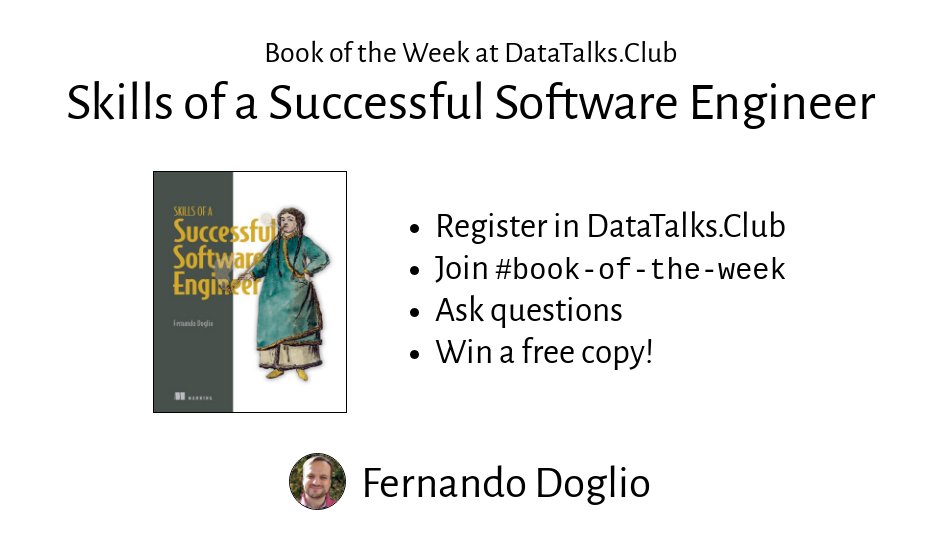 Book of the Week at DataTalks.Club
Skills of a Successful Software Engineer
SKILLS OF A
Successful
Software
Engineer
Fernando Doglio
MANNING
• Register in DataTalks.Club
• Join #book-of-the-week
• Ask questions
• Win a free copy!
Fernando Doglio